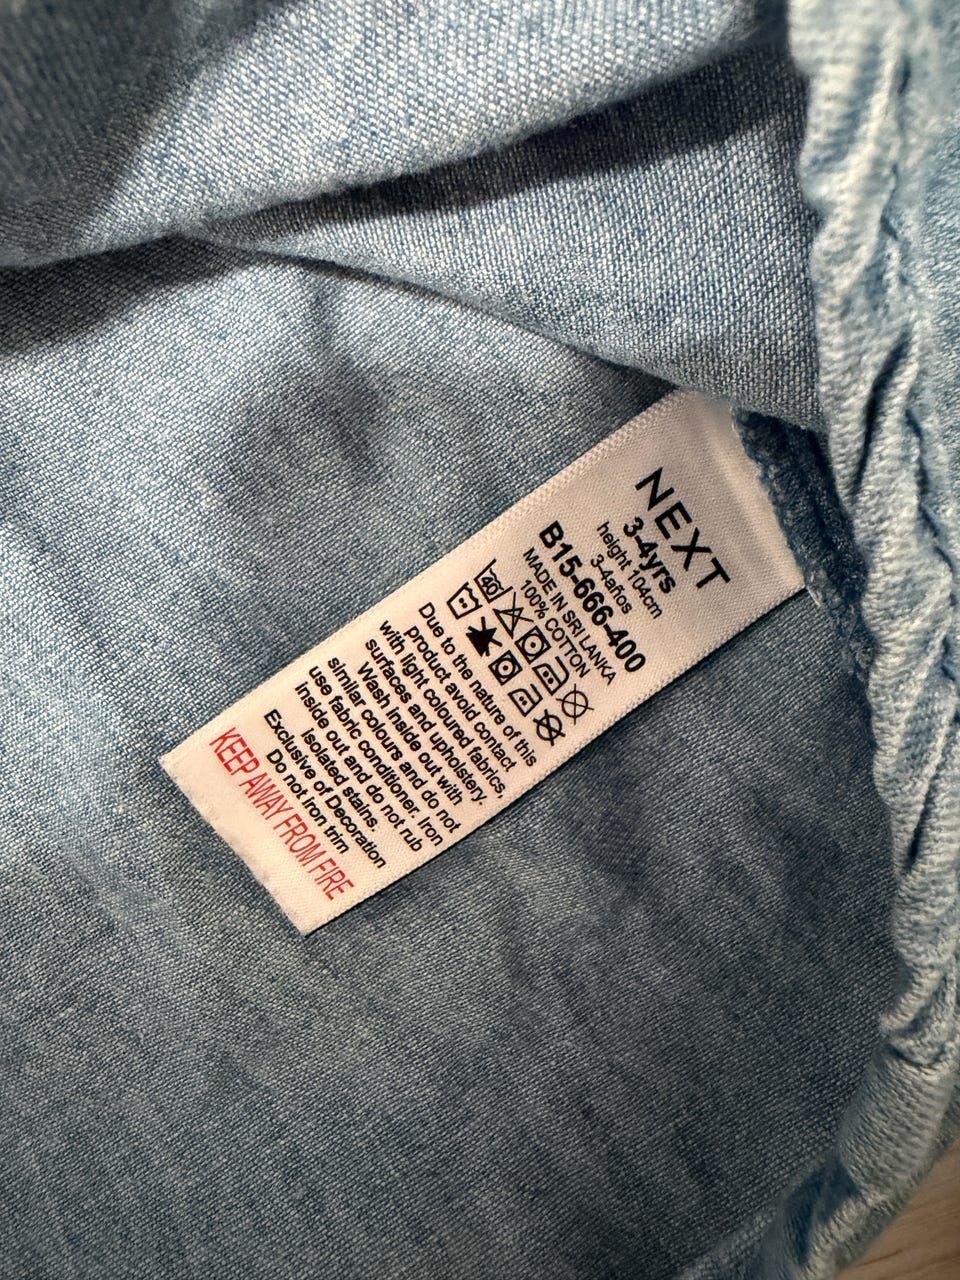 NEXT
3-4yrs
height 104cm
3-4años
B15-666-400
MADE IN SRI LANKA
100% COTTON
40
Due to the nature of this
product avoid contact
with light coloured fabrics,
surfaces and upholstery.
Wash inside out with
similar colours and do not
use fabric conditioner. Iron
inside out and do not rub
Isolated stains.
Exclusive of Decoration
Do not iron trim
KEEP AWAY FROM FIRE